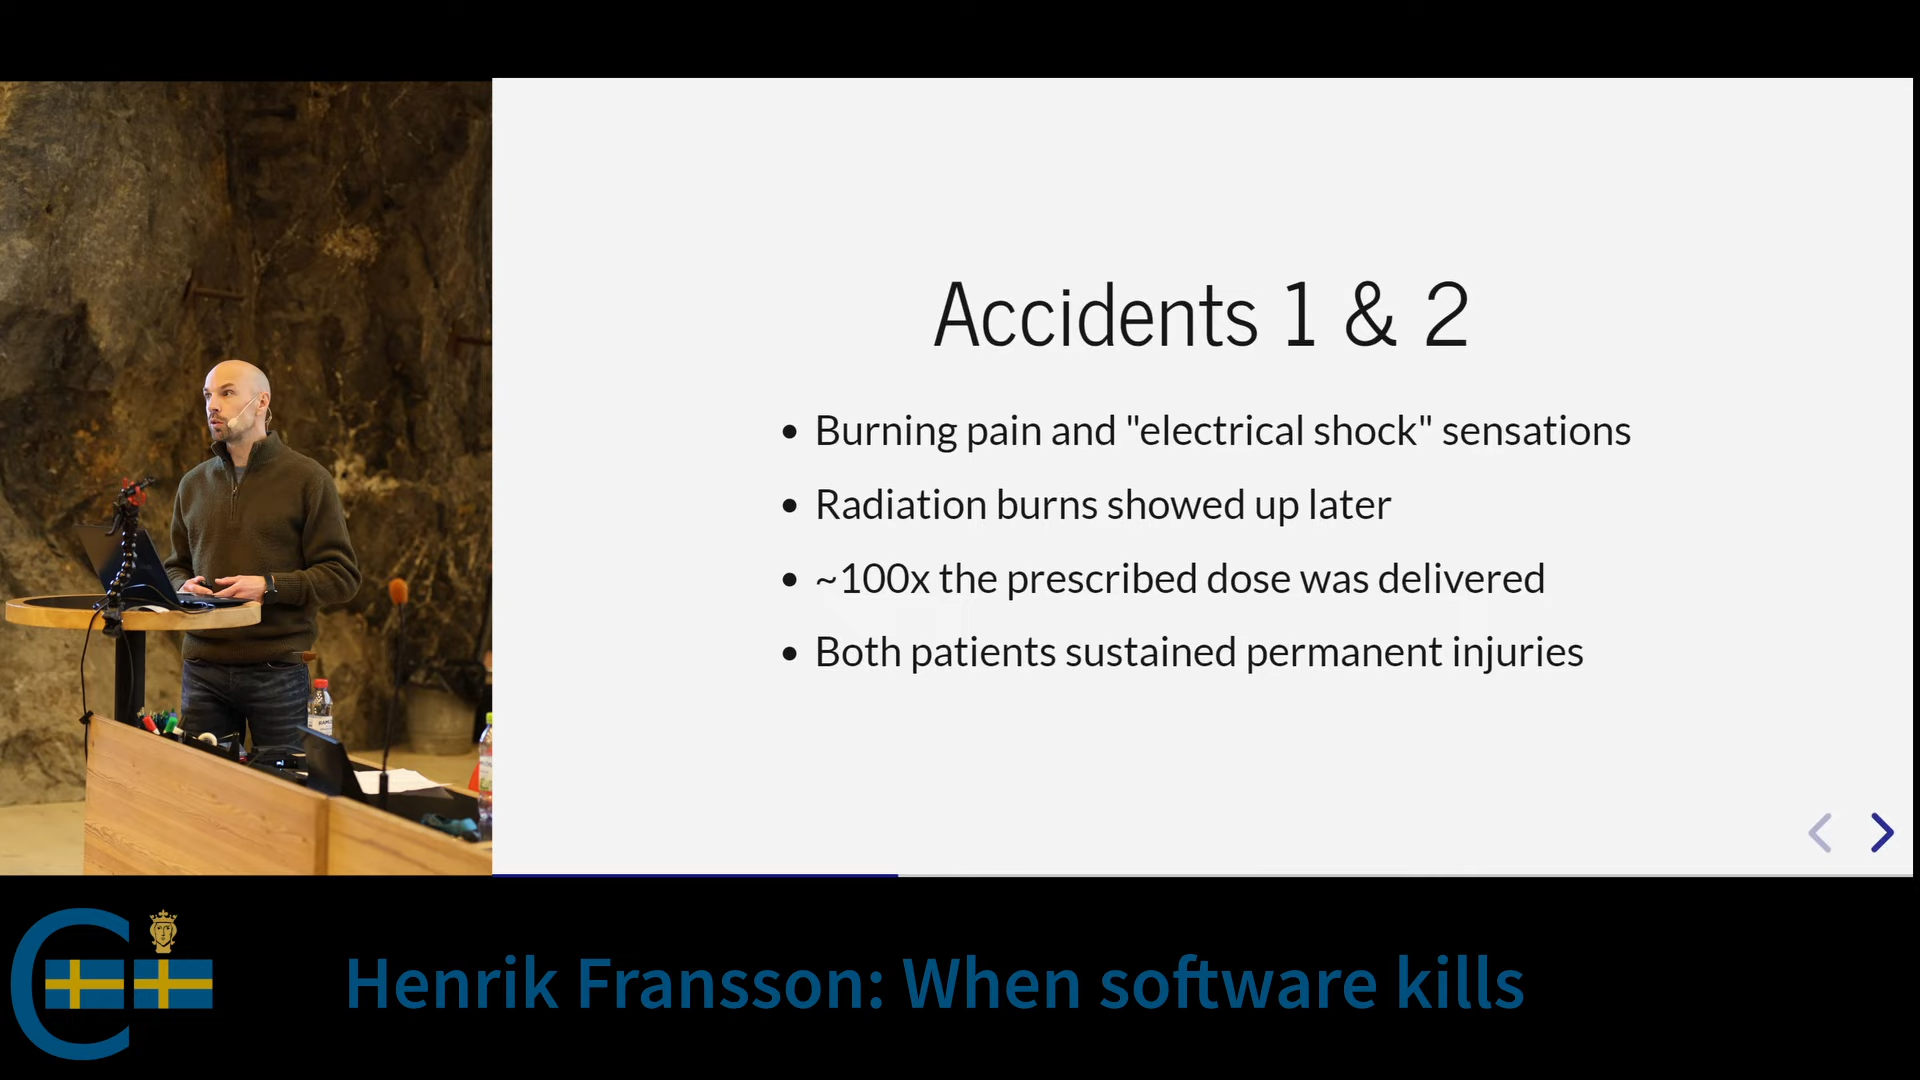 Accidents 1 & 2
• Burning pain and "electrical shock" sensations
• Radiation burns showed up later
• ~100x the prescribed dose was delivered
• Both patients sustained permanent injuries
Henrik Fransson: When software kills